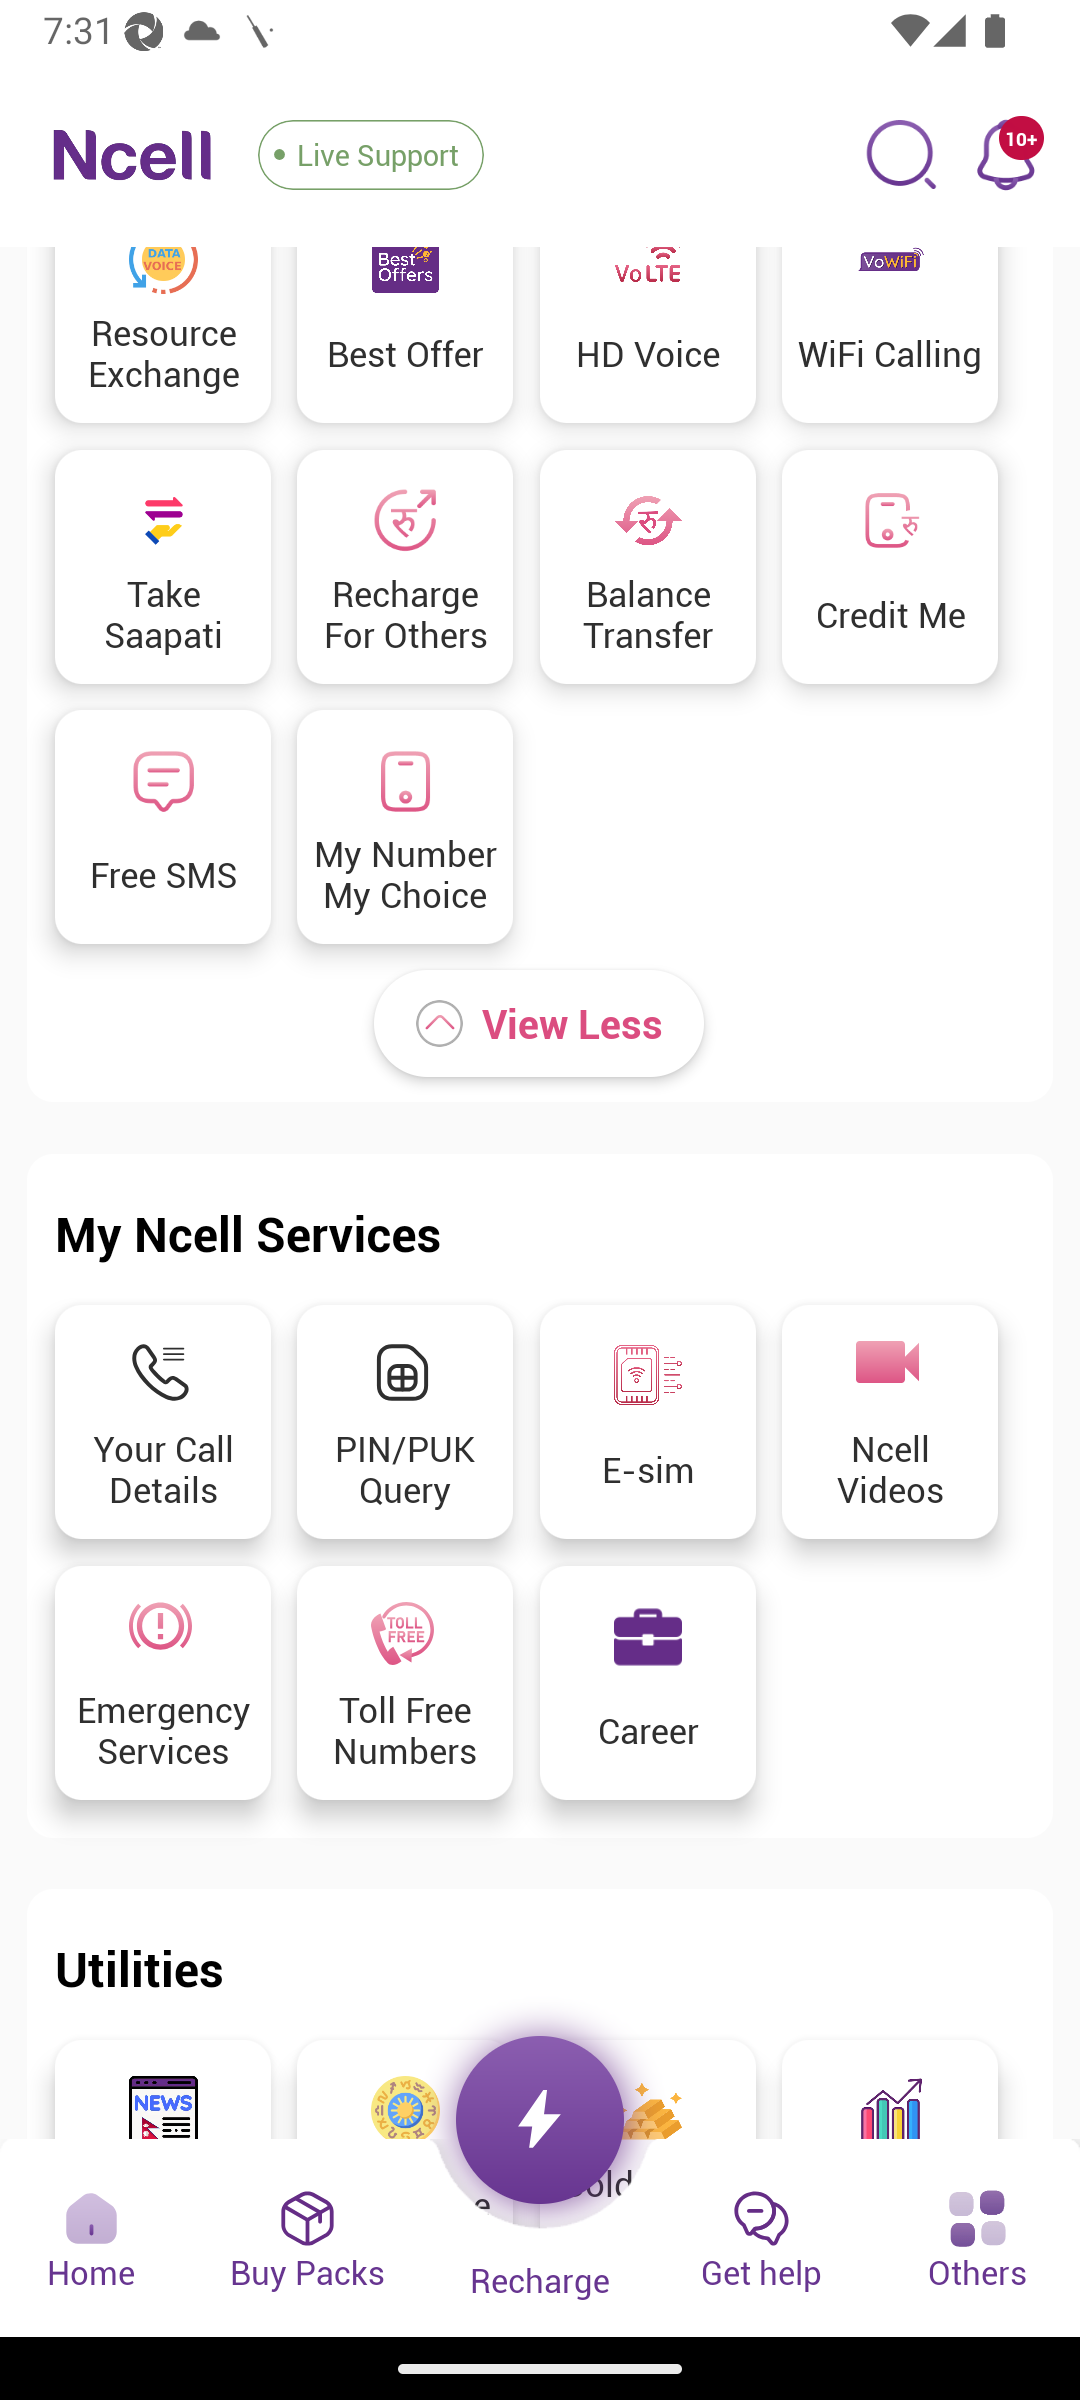 7:31
Ncell
Live Support
10+
DATA
VOICE
Best
Offers
VoLTE
VoWiFi
Resource
Exchange
Best Offer
HD Voice
WiFi Calling
रु
रु
रु
Take
Saapati
Recharge
For Others
Balance
Transfer
Credit Me
Free SMS
My Number
My Choice
View Less
My Ncell Services
Your Call
Details
PIN/PUK
Query
E-sim
Ncell
Videos
TOLL
FREE
Emergency
Services
Toll Free
Numbers
Career
Utilities
NEWS
Home
Buy Packs
Recharge
Get help
Others